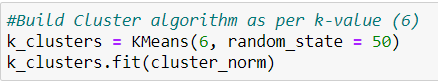 #Build Cluster algorithm as per k-value (6)
k_clusters = KMeans(6, random_state = 50)
k_clusters.fit(cluster_norm)